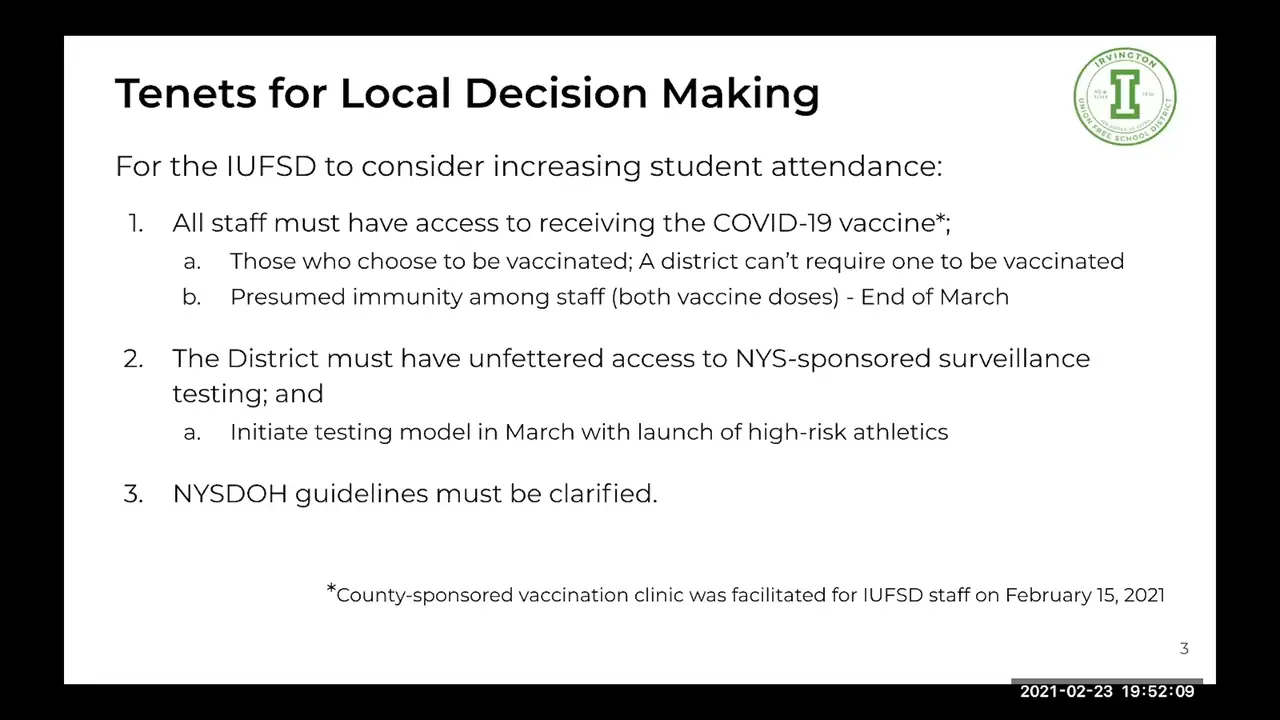 Tenets for Local Decision Making
IRVINGTON
I
UNION FREE SCHOOL DISTRICT
For the IUFSD to consider increasing student attendance:
1. All staff must have access to receiving the COVID-19 vaccine*;
a. Those who choose to be vaccinated; A district can't require one to be vaccinated
b. Presumed immunity among staff (both vaccine doses) - End of March
2. The District must have unfettered access to NYS-sponsored surveillance
testing; and
a. Initiate testing model in March with launch of high-risk athletics
3. NYSDOH guidelines must be clarified.
*County-sponsored vaccination clinic was facilitated for IUFSD staff on February 15, 2021
3
2021-02-23 19:52:09